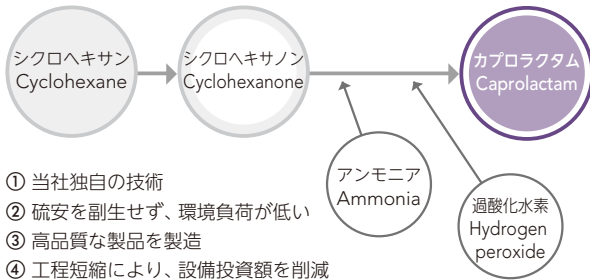 シクロヘキサン
Cyclohexane
シクロヘキサノン
Cyclohexanone
カプロラクタム
Caprolactam
アンモニア
Ammonia
過酸化水素
Hydrogen
peroxide
① 当社独自の技術
② 硫安を副生せず、環境負荷が低い
③ 高品質な製品を製造
④ 工程短縮により、設備投資額を削減